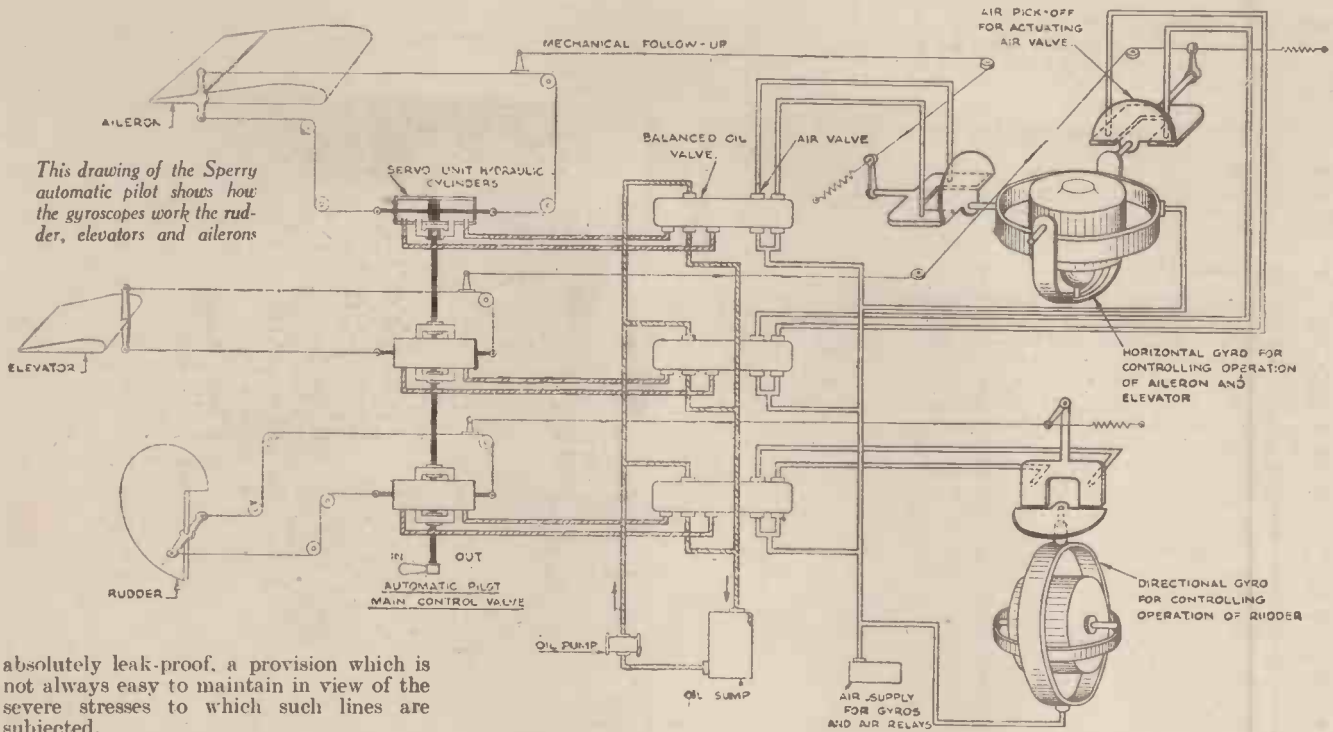 AIR PICK-OFF
FOR ACTUATING
AIR VALVE
MECHANICAL FOLLOW-UP
AILERON
BALANCED OIL
VALVE
AIR VALVE
This drawing of the Sperry
automatic pilot shows how
the gyroscopes work the rud-
der, elevators and ailerons
SERVO UNIT HYDRAULIC
CYLINDERS
ELEVATOR
HORIZONTAL GYRO FOR
CONTROLLING OPERATION
OF AILERON AND
ELEVATOR
IN OUT
AUTOMATIC PILOT
MAIN CONTROL VALVE
RUDDER
DIRECTIONAL GYRO
FOR CONTROLLING
OPERATION OF RUDDER
OIL PUMP
OIL SUMP
AIR SUPPLY
FOR GYROS
AND AIR RELAYS
absolutely leak-proof, a provision which is
not always easy to maintain in view of the
severe stresses to which such lines are
subjected.